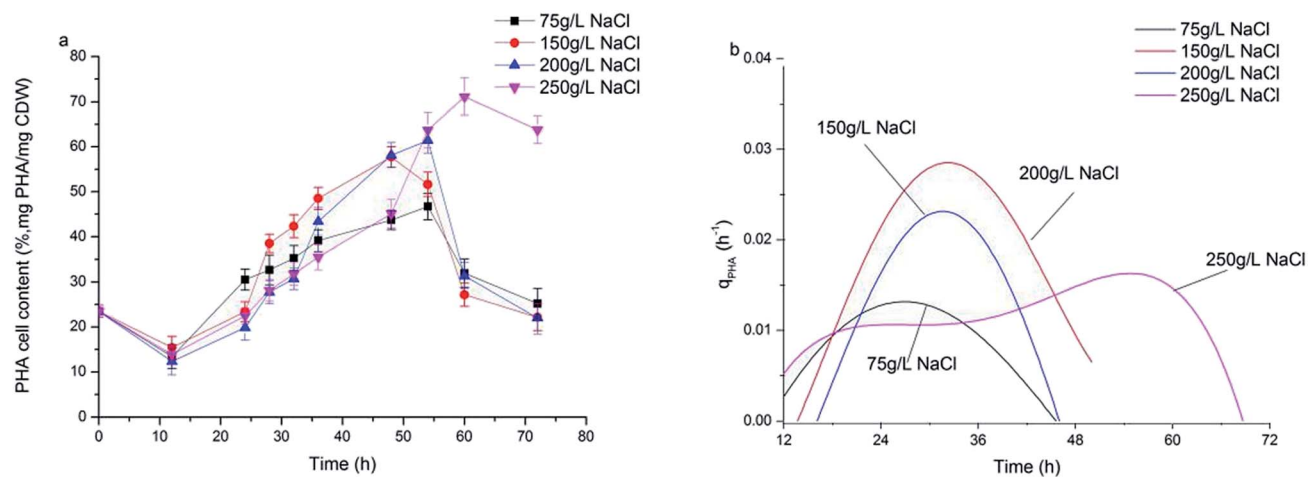 a
75g/L NaCl
150g/L NaCl
200g/L NaCl
250g/L NaCl
PHA cell content (%,mg PHA/mg CDW)
80
70
60
50
40
30
20
10
0
0 10 20 30 40 50 60 70 80
Time (h)
b
75g/L NaCl
150g/L NaCl
200g/L NaCl
250g/L NaCl
qPHA (h-1)
0.04
0.03
0.02
0.01
0.00
150g/L NaCl
200g/L NaCl
250g/L NaCl
75g/L NaCl
12 24 36 48 60 72
Time (h)